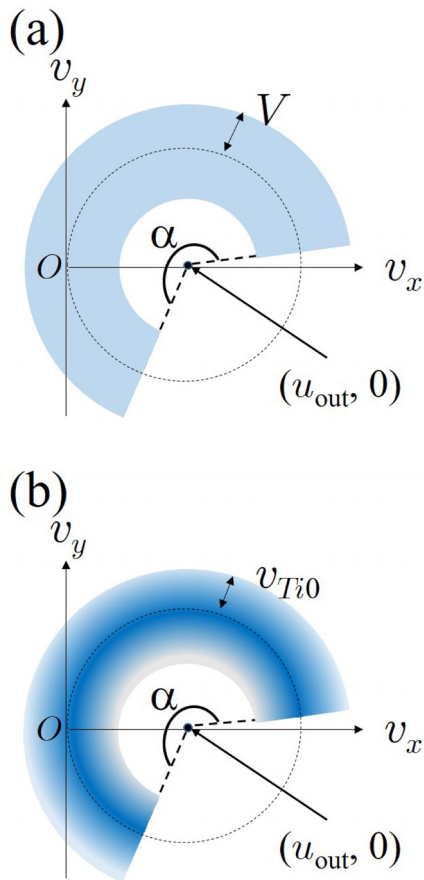 (a)
v_y
V
α
O
v_x
(u_out, 0)
(b)
v_y
v_Ti0
α
O
v_x
(u_out, 0)